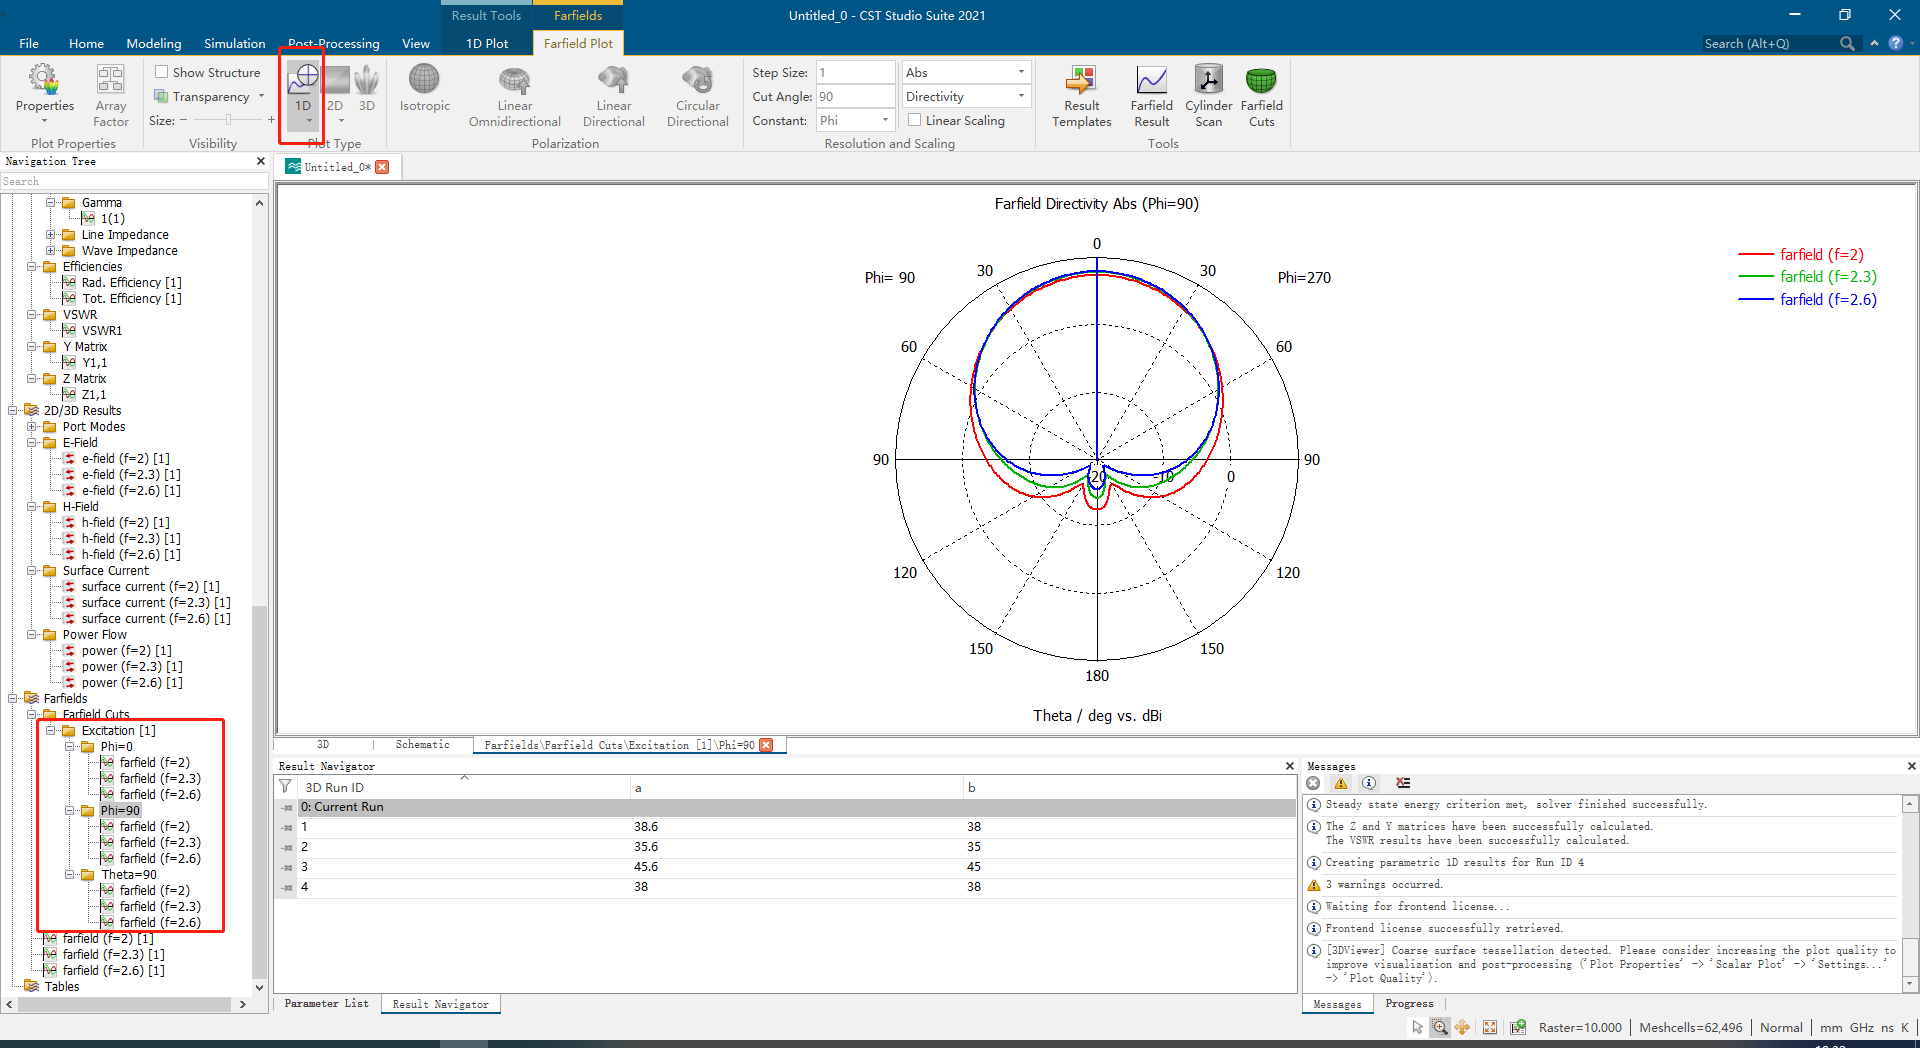 Result Tools
Farfields
Untitled_0 - CST Studio Suite 2021
File
Home
Modeling
Simulation
Post-Processing
View
1D Plot
Farfield Plot
Search (Alt+Q)
Properties
Array
Factor
Plot Properties
Show Structure
Transparency
Size:
Visibility
1D
2D
3D
Plot Type
Isotropic
Linear
Omnidirectional
Linear
Directional
Circular
Directional
Polarization
Step Size: 1
Cut Angle: 90
Constant: Phi
Abs
Directivity
Linear Scaling
Resolution and Scaling
Result
Templates
Farfield
Result
Cylinder
Scan
Farfield
Cuts
Tools
Navigation Tree
Search
Gamma
1(1)
Line Impedance
Wave Impedance
Efficiencies
Rad. Efficiency [1]
Tot. Efficiency [1]
VSWR
VSWR1
Y Matrix
Y1,1
Z Matrix
Z1,1
2D/3D Results
Port Modes
E-Field
e-field (f=2) [1]
e-field (f=2.3) [1]
e-field (f=2.6) [1]
H-Field
h-field (f=2) [1]
h-field (f=2.3) [1]
h-field (f=2.6) [1]
Surface Current
surface current (f=2) [1]
surface current (f=2.3) [1]
surface current (f=2.6) [1]
Power Flow
power (f=2) [1]
power (f=2.3) [1]
power (f=2.6) [1]
Farfields
Farfield Cuts
Excitation [1]
Phi=0
farfield (f=2)
farfield (f=2.3)
farfield (f=2.6)
Phi=90
farfield (f=2)
farfield (f=2.3)
farfield (f=2.6)
Theta=90
farfield (f=2)
farfield (f=2.3)
farfield (f=2.6)
farfield (f=2) [1]
farfield (f=2.3) [1]
farfield (f=2.6) [1]
Tables
Untitled_0*
Farfield Directivity Abs (Phi=90)
0
30
30
Phi= 90
Phi=270
60
60
90
90
-20
-10
0
120
120
150
150
180
Theta / deg vs. dBi
farfield (f=2)
farfield (f=2.3)
farfield (f=2.6)
3D
Schematic
Farfields\Farfield Cuts\Excitation [1]\Phi=90
Result Navigator
3D Run ID a b
0: Current Run
1 38.6 38
2 35.6 35
3 45.6 45
4 38 38
Parameter List
Result Navigator
Messages
Steady state energy criterion met, solver finished successfully.
The Z and Y matrices have been successfully calculated.
The VSWR results have been successfully calculated.
Creating parametric 1D results for Run ID 4
3 warnings occurred.
Waiting for frontend license...
Frontend license successfully retrieved.
[3DViewer] Coarse surface tessellation detected. Please consider increasing the plot quality to
improve visualization and post-processing ('Plot Properties' -> 'Scalar Plot' -> 'Settings...'
-> 'Plot Quality').
Messages
Progress
Raster=10.000
Meshcells=62,496
Normal
mm GHz ns K